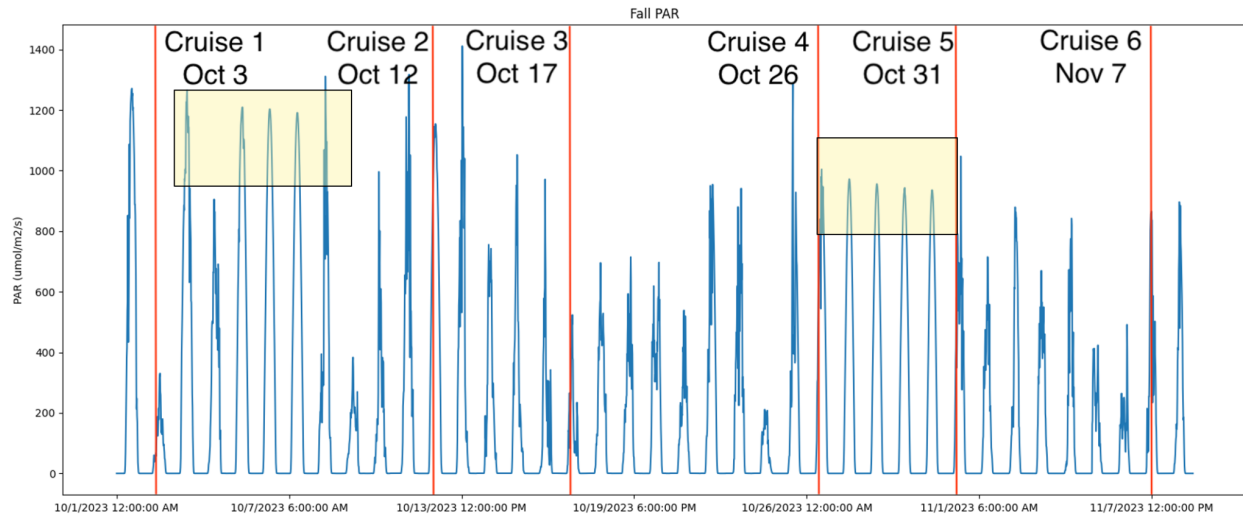 Fall PAR
Cruise 1
Oct 3
Cruise 2
Oct 12
Cruise 3
Oct 17
Cruise 4
Oct 26
Cruise 5
Oct 31
Cruise 6
Nov 7
PAR (umol/m2/s)
1400
1200
1000
800
600
400
200
0
10/1/2023 12:00:00 AM
10/7/2023 6:00:00 AM
10/13/2023 12:00:00 PM
10/19/2023 6:00:00 PM
10/26/2023 12:00:00 AM
11/1/2023 6:00:00 AM
11/7/2023 12:00:00 PM